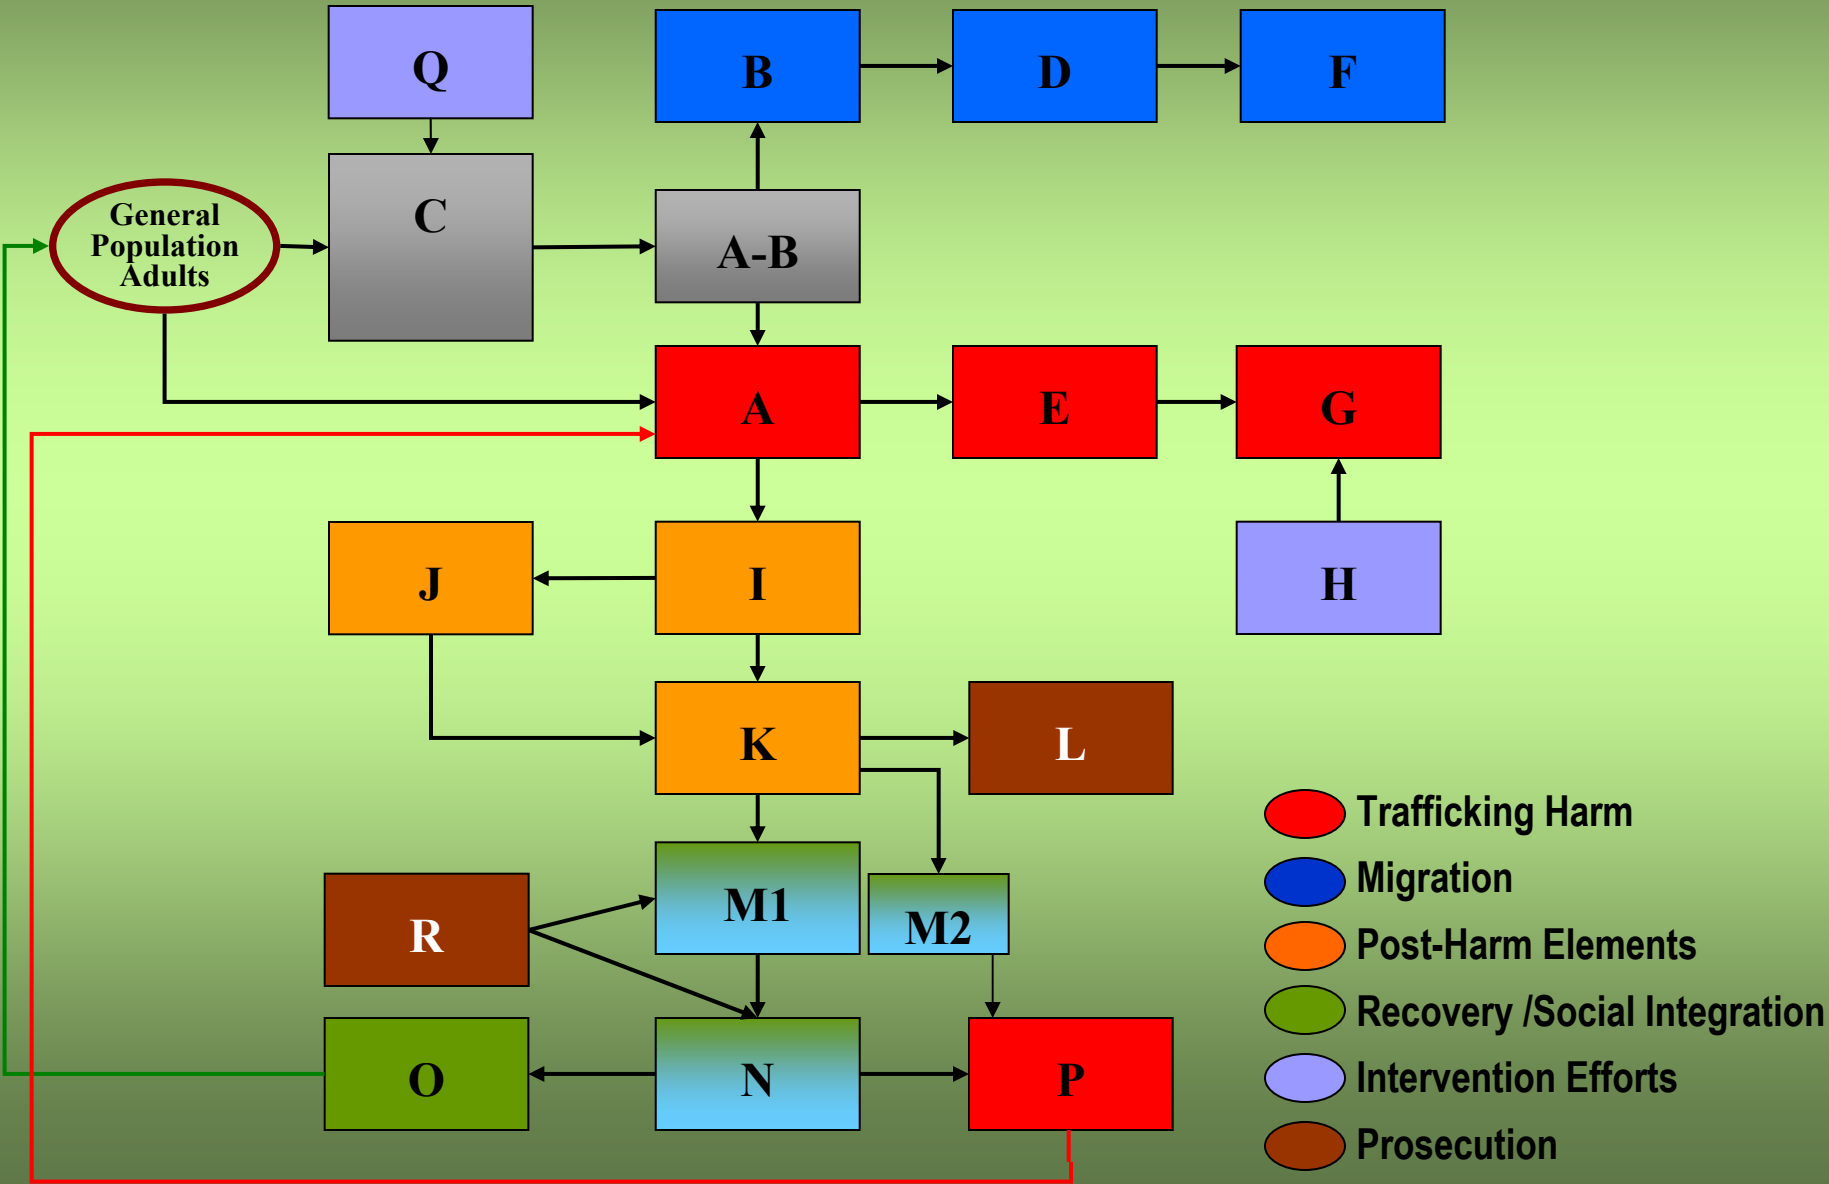 Q
B
D
F
General
Population
Adults
C
A-B
A
E
G
J
I
H
K
L
R
M1
M2
O
N
P
Trafficking Harm
Migration
Post-Harm Elements
Recovery /Social Integration
Intervention Efforts
Prosecution